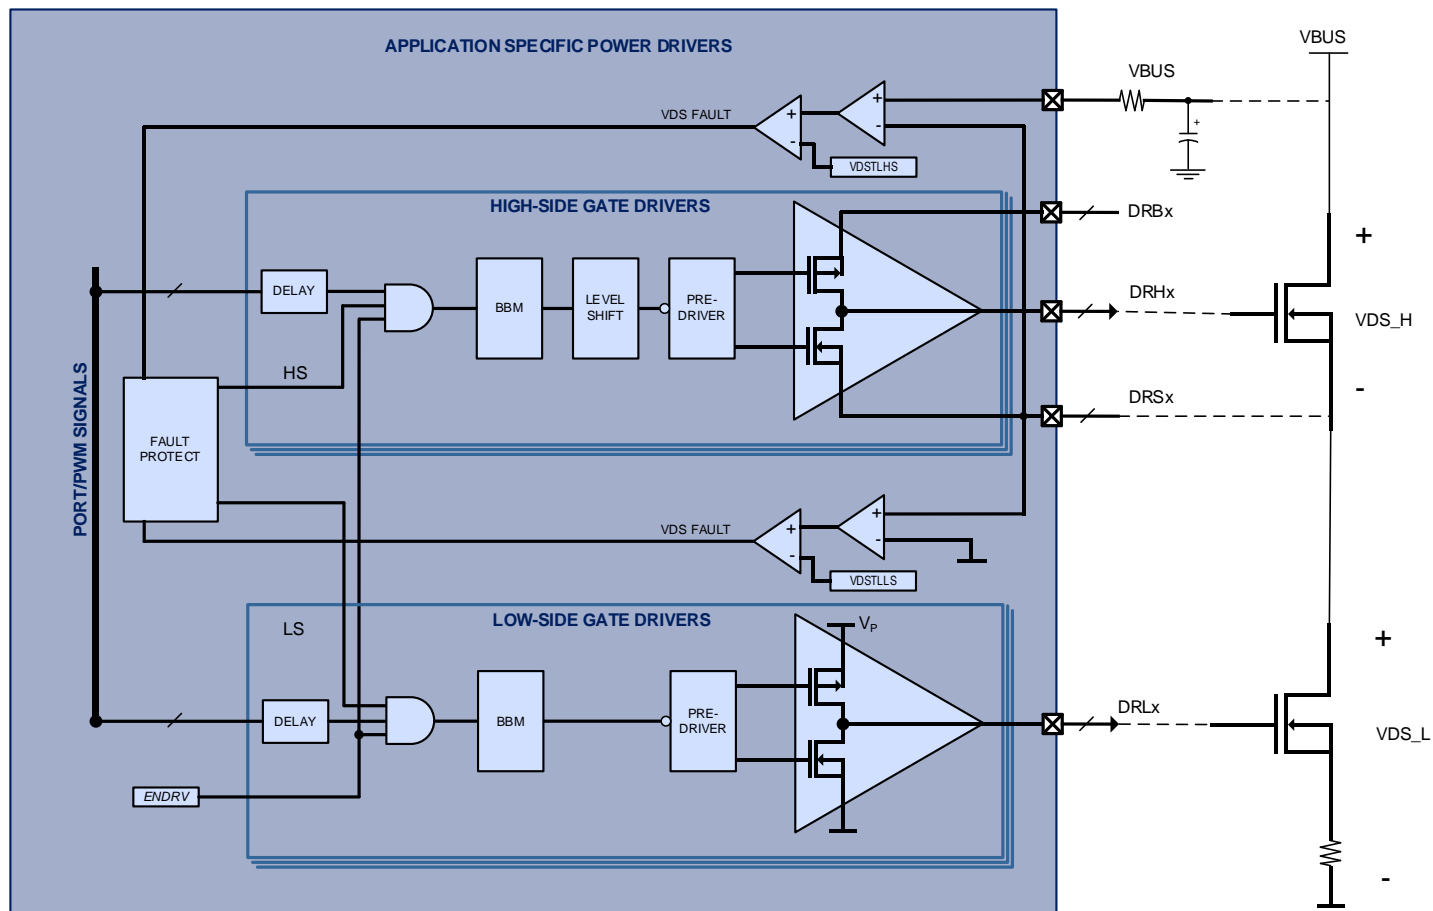 APPLICATION SPECIFIC POWER DRIVERS
VBUS
VBUS
+
-
+
-
VDS FAULT
VDSTLHS
+
HIGH-SIDE GATE DRIVERS
DRBx
+
DELAY
BBM
LEVEL
SHIFT
PRE-
DRIVER
DRHx
VDS_H
HS
DRSx
-
PORT/PWM SIGNALS
FAULT
PROTECT
+
-
+
-
VDS FAULT
VDSTLLS
LOW-SIDE GATE DRIVERS
LS
VP
+
DELAY
BBM
PRE-
DRIVER
DRLx
VDS_L
ENDRV
-